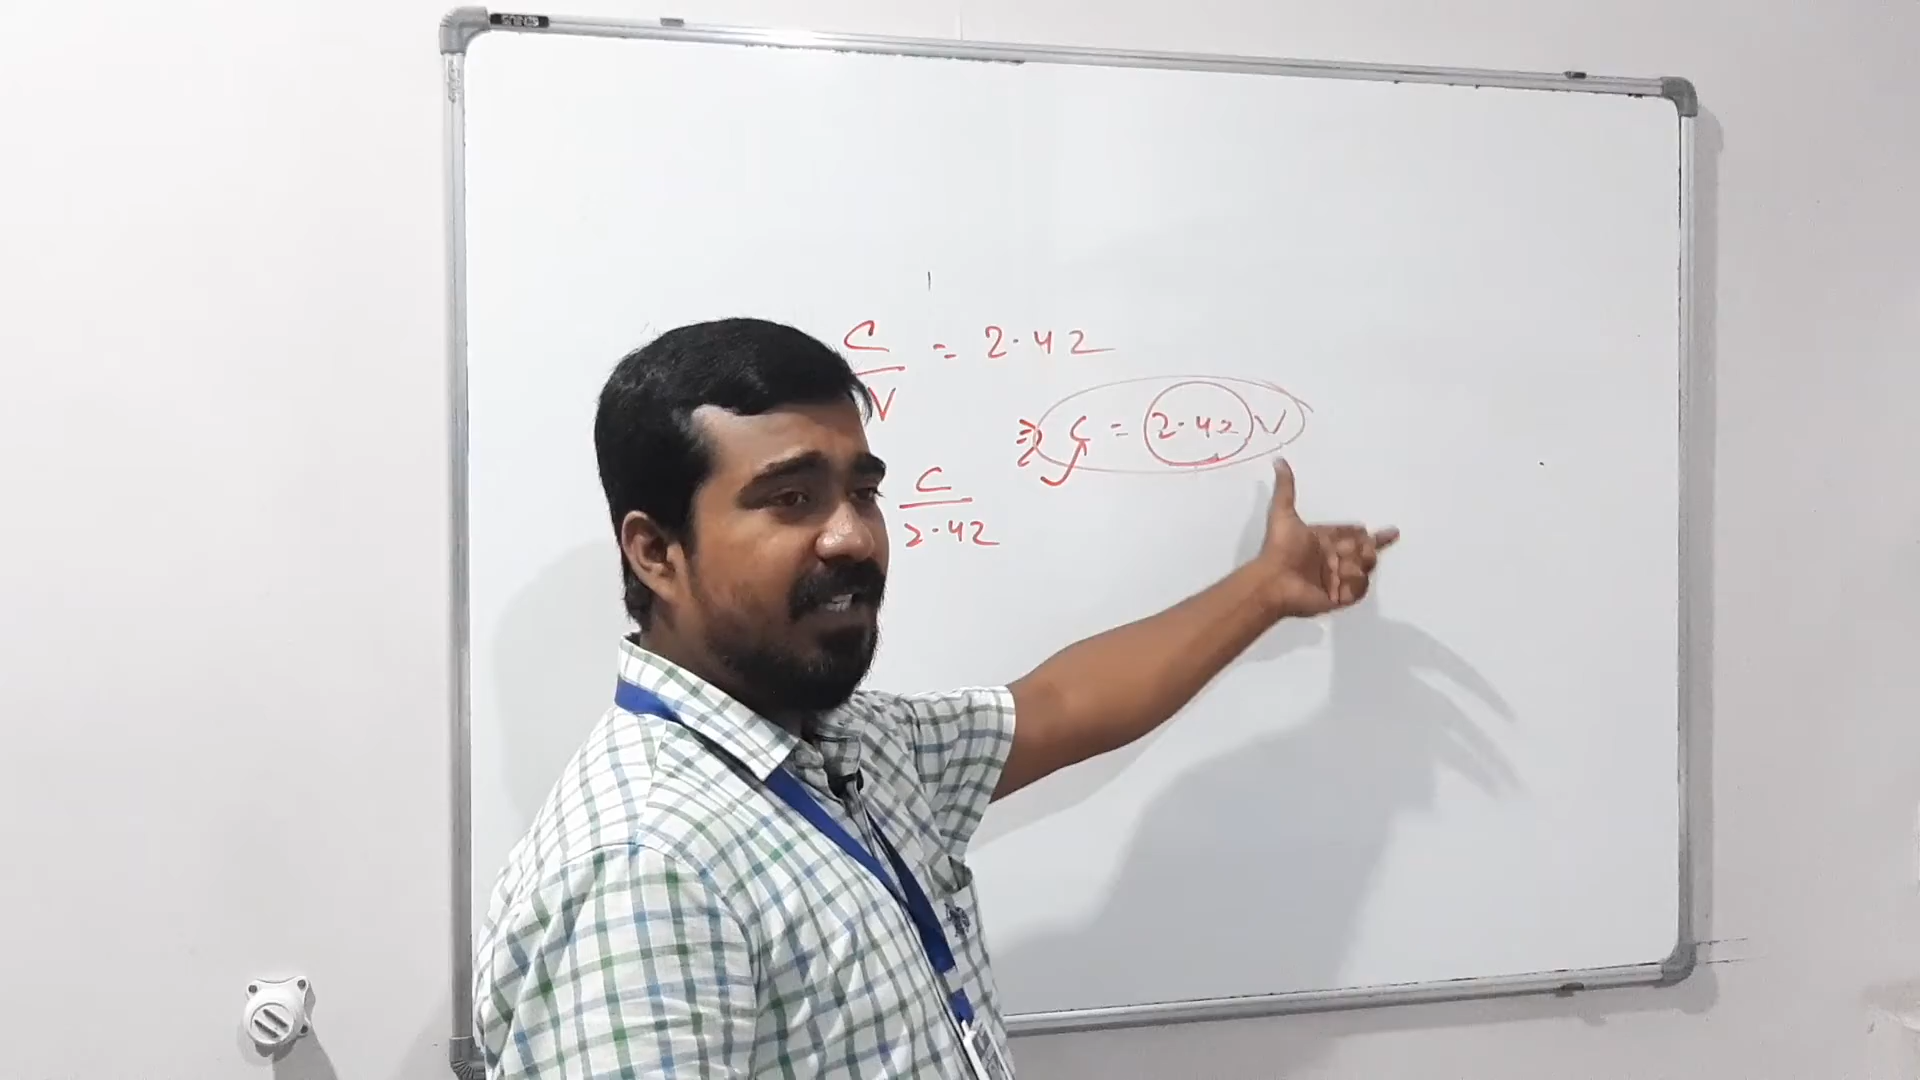 C/V = 2.42
⇒ C = 2.42 V
C/2.42